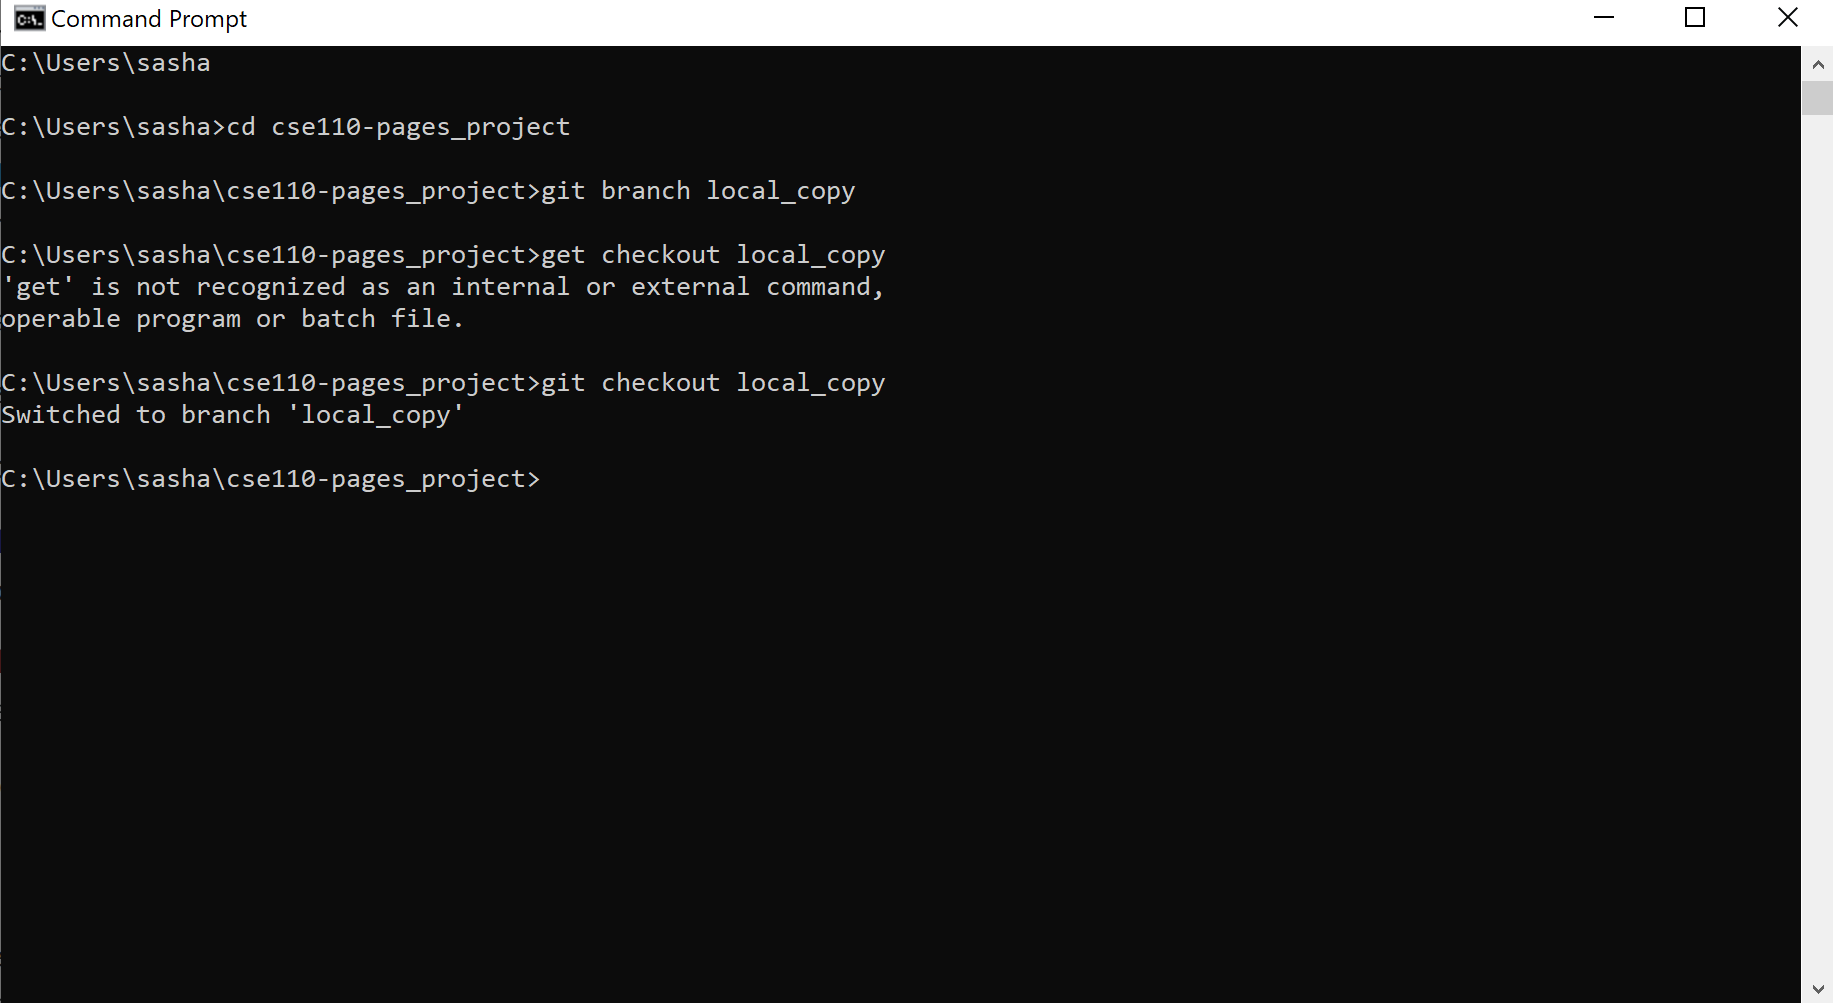 Command Prompt
C:\Users\sasha
C:\Users\sasha>cd cse110-pages_project
C:\Users\sasha\cse110-pages_project>git branch local_copy
C:\Users\sasha\cse110-pages_project>get checkout local_copy
'get' is not recognized as an internal or external command,
operable program or batch file.
C:\Users\sasha\cse110-pages_project>git checkout local_copy
Switched to branch 'local_copy'
C:\Users\sasha\cse110-pages_project>